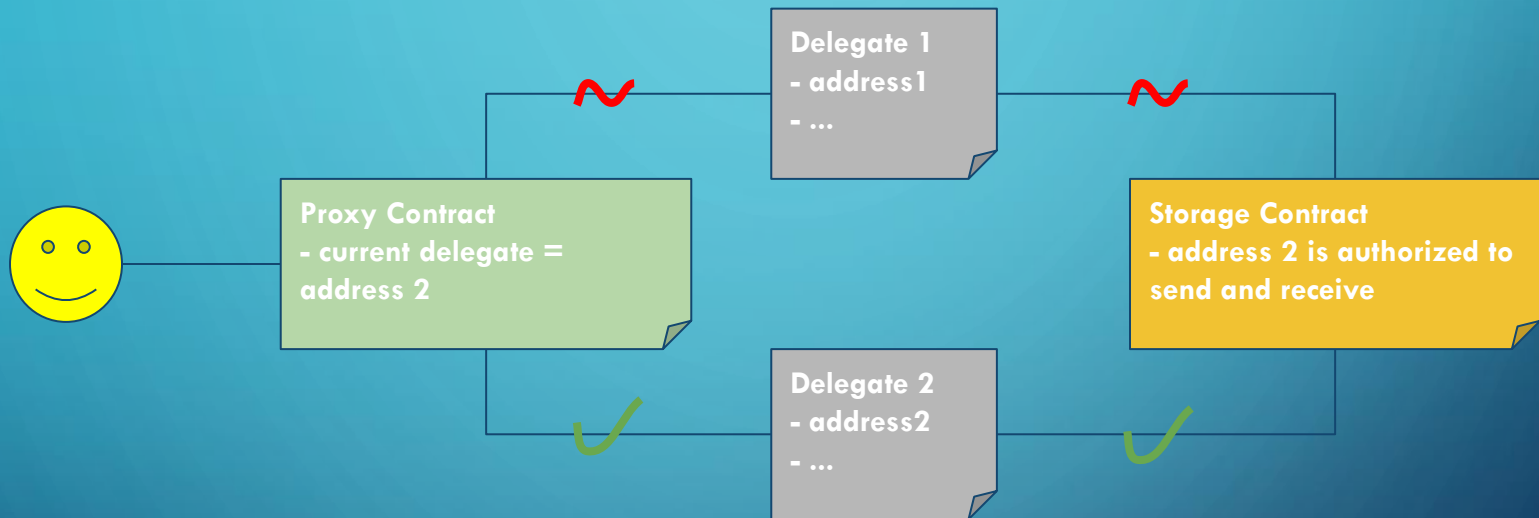 Delegate 1
- address1
- ...
Proxy Contract
- current delegate =
address 2
Storage Contract
- address 2 is authorized to
send and receive
Delegate 2
- address2
- ...